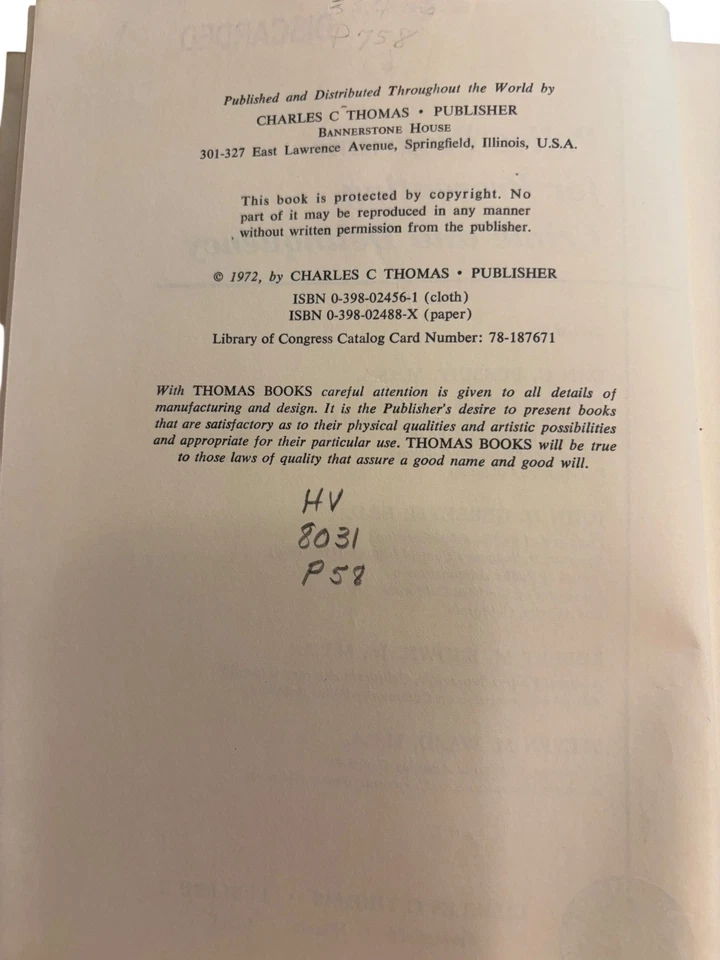 P758
DISCARDED
Published and Distributed Throughout the World by
CHARLES C THOMAS • PUBLISHER
BANNERSTONE HOUSE
301-327 East Lawrence Avenue, Springfield, Illinois, U.S.A.
This book is protected by copyright. No
part of it may be reproduced in any manner
without written permission from the publisher.
© 1972, by CHARLES C THOMAS • PUBLISHER
ISBN 0-398-02456-1 (cloth)
ISBN 0-398-02488-X (paper)
Library of Congress Catalog Card Number: 78-187671
With THOMAS BOOKS careful attention is given to all details of
manufacturing and design. It is the Publisher's desire to present books
that are satisfactory as to their physical qualities and artistic possibilities
and appropriate for their particular use. THOMAS BOOKS will be true
to those laws of quality that assure a good name and good will.
HV
8031
P58